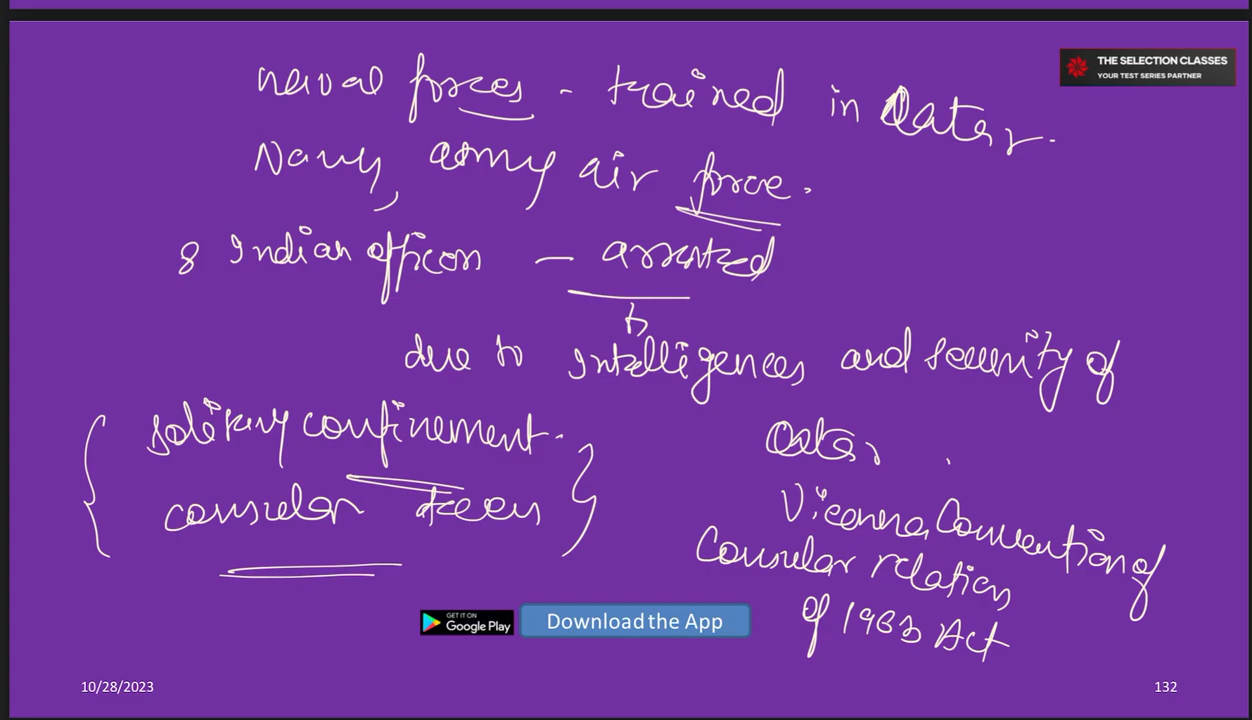 THE SELECTION CLASSES
YOUR TEST SERIES PARTNER
naval forces - trained in Qatar.
Navy, army air force.
8 Indian officers - arrested
due to intelligences and security of
Qatar
solitary confinement.
consular
Vienna Convention of
Consular relations
of 1963 Act
GET IT ON
Google Play
Download the App
10/28/2023
132